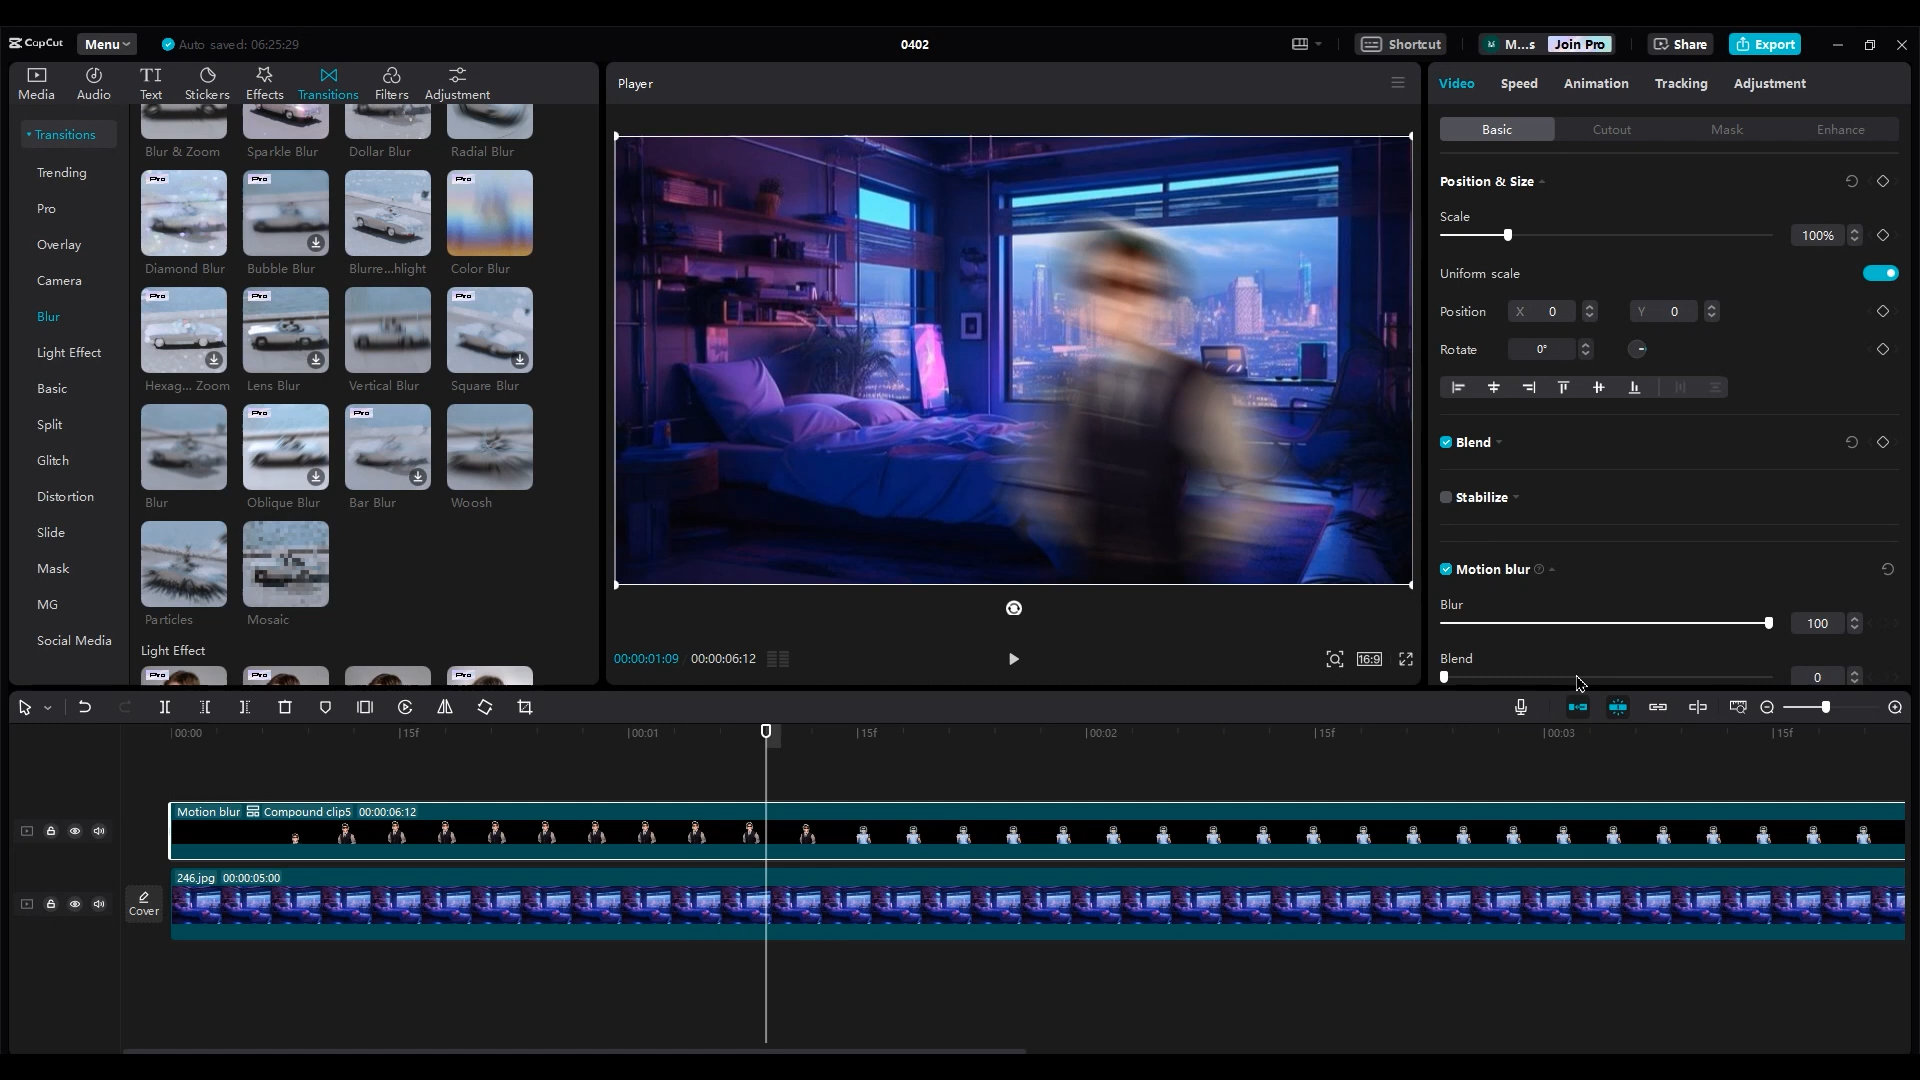 CapCut
Menu
Auto saved: 06:25:29
0402
Shortcut
M...s
Join Pro
Share
Export
Media
Audio
Text
Stickers
Effects
Transitions
Filters
Adjustment
Transitions
Trending
Pro
Overlay
Camera
Blur
Light Effect
Basic
Split
Glitch
Distortion
Slide
Mask
MG
Social Media
Blur & Zoom
Sparkle Blur
Dollar Blur
Radial Blur
Pro
Pro
Pro
Diamond Blur
Bubble Blur
Blurre...hlight
Color Blur
Pro
Pro
Pro
Hexag... Zoom
Lens Blur
Vertical Blur
Square Blur
Pro
Pro
Blur
Oblique Blur
Bar Blur
Woosh
Particles
Mosaic
Light Effect
Pro
Pro
Player
00:00:01:09
00:00:06:12
16:9
Video
Speed
Animation
Tracking
Adjustment
Basic
Cutout
Mask
Enhance
Position & Size
Scale
100%
Uniform scale
Position
X 0
Y 0
Rotate
0°
Blend
Stabilize
Motion blur
Blur
100
Blend
0
00:00
15f
00:01
15f
00:02
15f
00:03
15f
Motion blur
Compound clip5
00:00:06:12
246.jpg
00:00:05:00
Cover